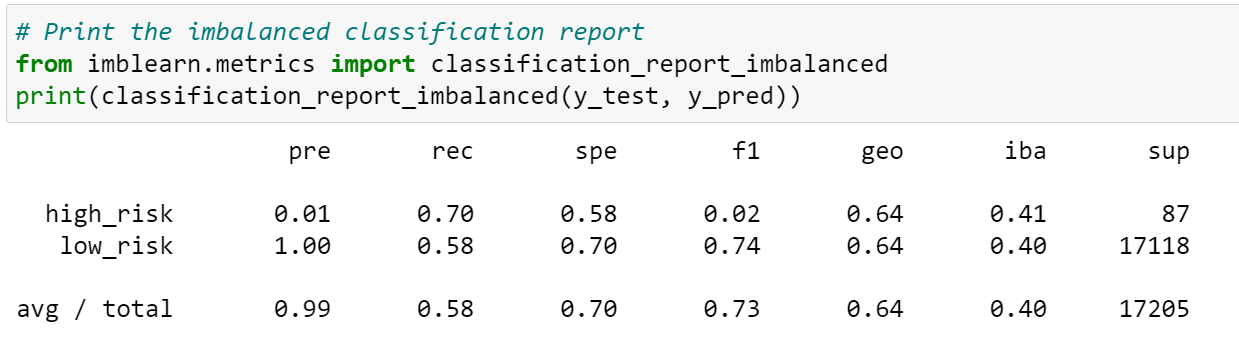 # Print the imbalanced classification report
from imblearn.metrics import classification_report_imbalanced
print(classification_report_imbalanced(y_test, y_pred))
pre rec spe f1 geo iba sup
high_risk 0.01 0.70 0.58 0.02 0.64 0.41 87
low_risk 1.00 0.58 0.70 0.74 0.64 0.40 17118
avg / total 0.99 0.58 0.70 0.73 0.64 0.40 17205